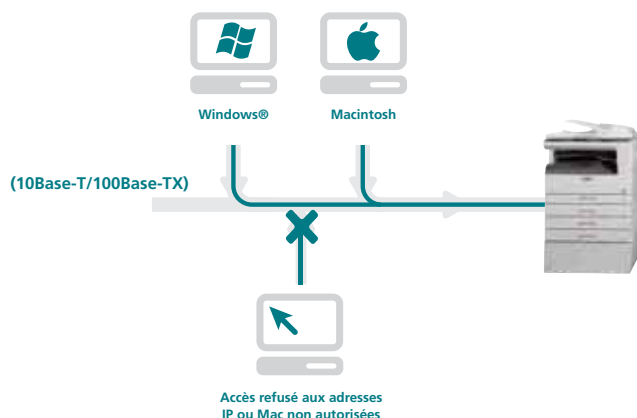 Windows®
Macintosh
(10Base-T/100Base-TX)
Accès refusé aux adresses
IP ou Mac non autorisées